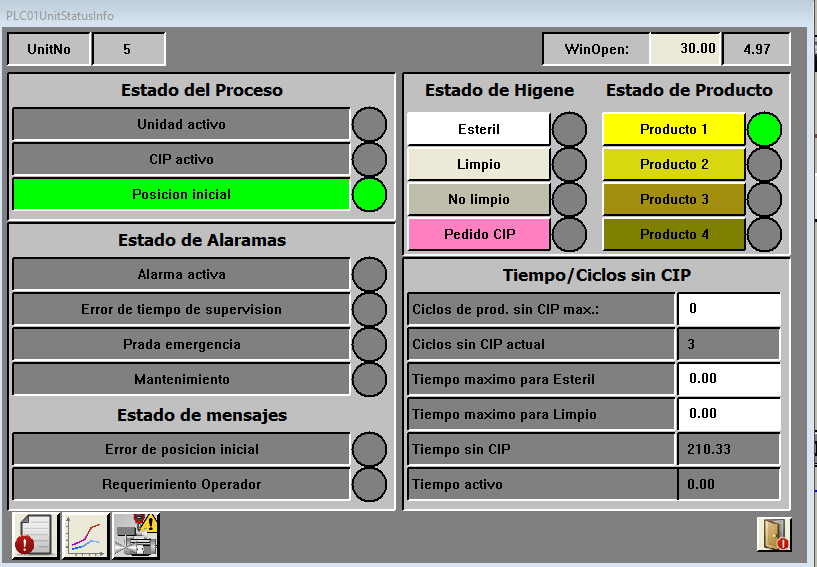 PLC01UnitStatusInfo
UnitNo 5 WinOpen: 30.00 4.97
Estado del Proceso
Unidad activo
CIP activo
Posicion inicial
Estado de Alaramas
Alarma activa
Error de tiempo de supervision
Prada emergencia
Mantenimiento
Estado de mensajes
Error de posicion inicial
Requerimiento Operador
Estado de Higene Estado de Producto
Esteril Producto 1
Limpio Producto 2
No limpio Producto 3
Pedido CIP Producto 4
Tiempo/Ciclos sin CIP
Ciclos de prod. sin CIP max.: 0
Ciclos sin CIP actual 3
Tiempo maximo para Esteril 0.00
Tiempo maximo para Limpio 0.00
Tiempo sin CIP 210.33
Tiempo activo 0.00